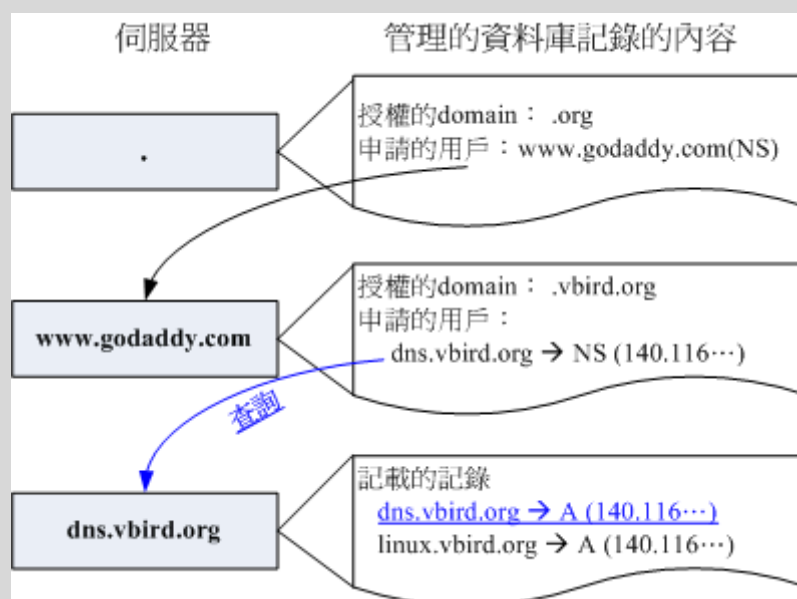 伺服器
管理的資料庫記錄的內容
.
授權的domain： .org
申請的用戶：www.godaddy.com(NS)
www.godaddy.com
授權的domain： .vbird.org
申請的用戶：
dns.vbird.org → NS (140.116…)
查詢
dns.vbird.org
記載的記錄
dns.vbird.org → A (140.116…)
linux.vbird.org → A (140.116…)